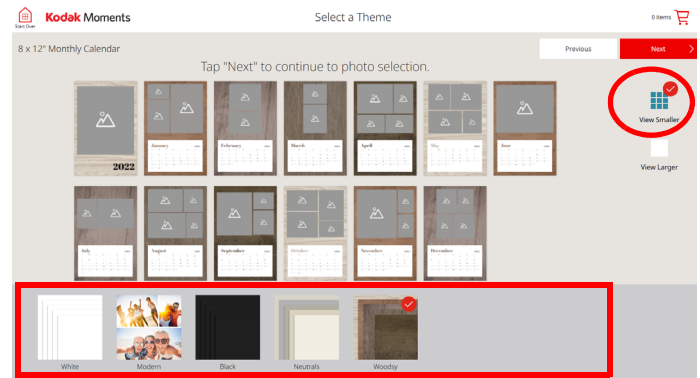 Start Over
Kodak Moments
Select a Theme
0 items
8 x 12" Monthly Calendar
Previous
Next
Tap "Next" to continue to photo selection.
View Smaller
View Larger
2022
January
February
March
April
May
June
July
August
September
October
November
December
White
Modern
Black
Neutrals
Woodsy